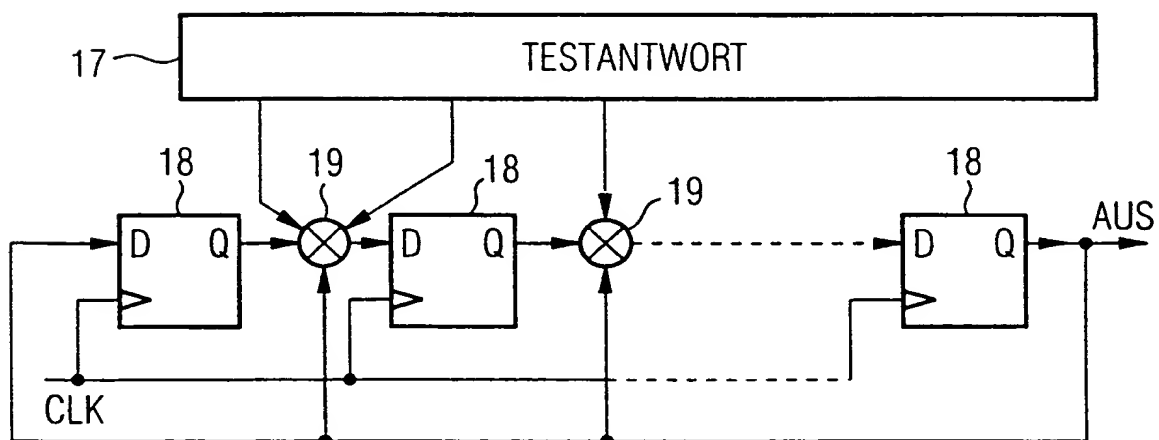 17
TESTANTWORT
18
19
18
19
18
AUS
D Q
D Q
D Q
CLK